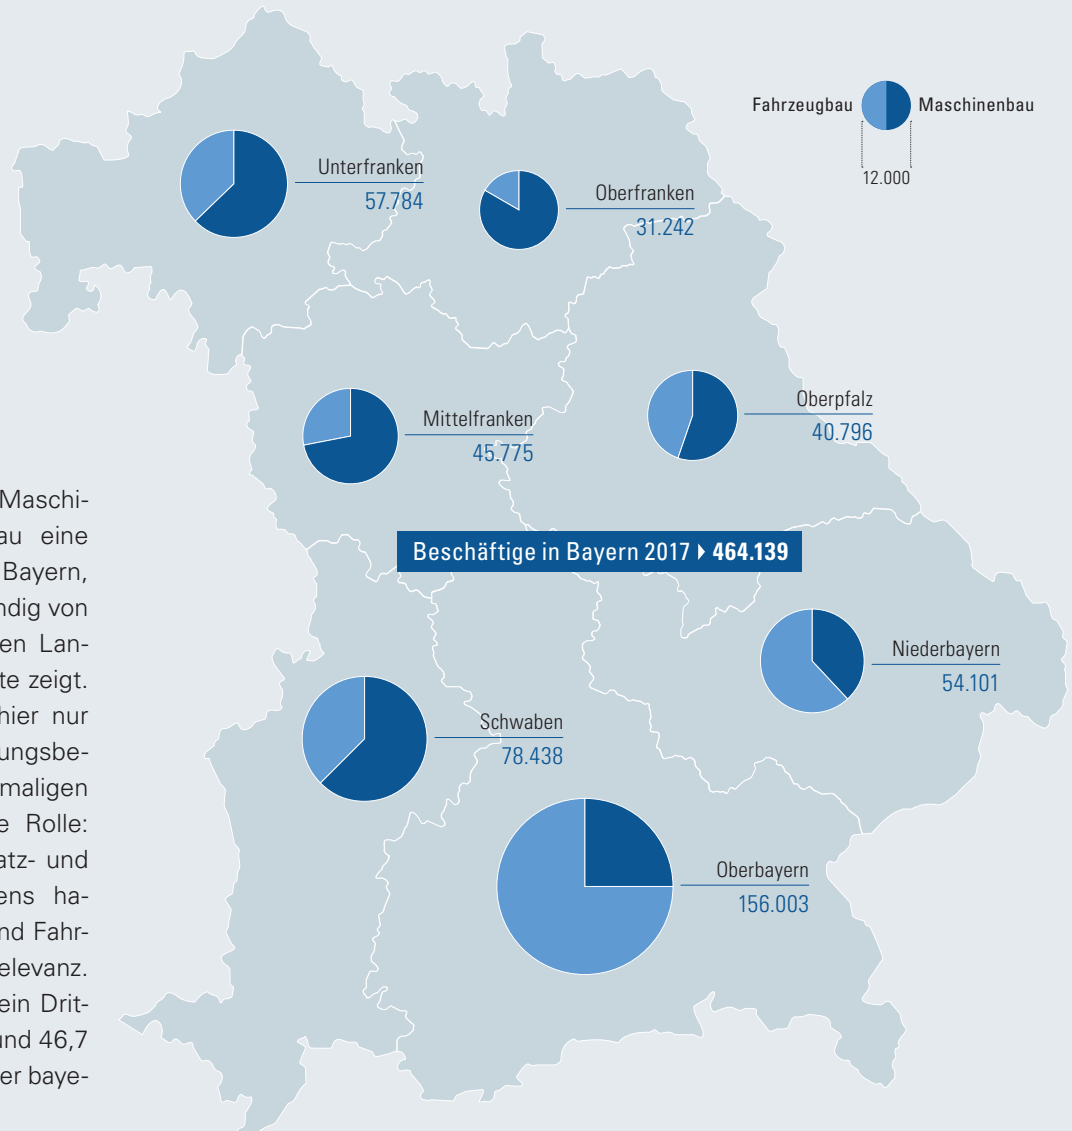 Fahrzeugbau Maschinenbau
12.000
Unterfranken
57.784
Oberfranken
31.242
Mittelfranken
45.775
Oberpfalz
40.796
Beschäftige in Bayern 2017 ▸ 464.139
Niederbayern
54.101
Schwaben
78.438
Oberbayern
156.003
Maschi-
au eine
Bayern,
ndig von
en Lan-
te zeigt.
hier nur
ungsbe-
maligen
e Rolle:
atz- und
ens ha-
nd Fahr-
elevanz.
ein Drit-
und 46,7
er baye-